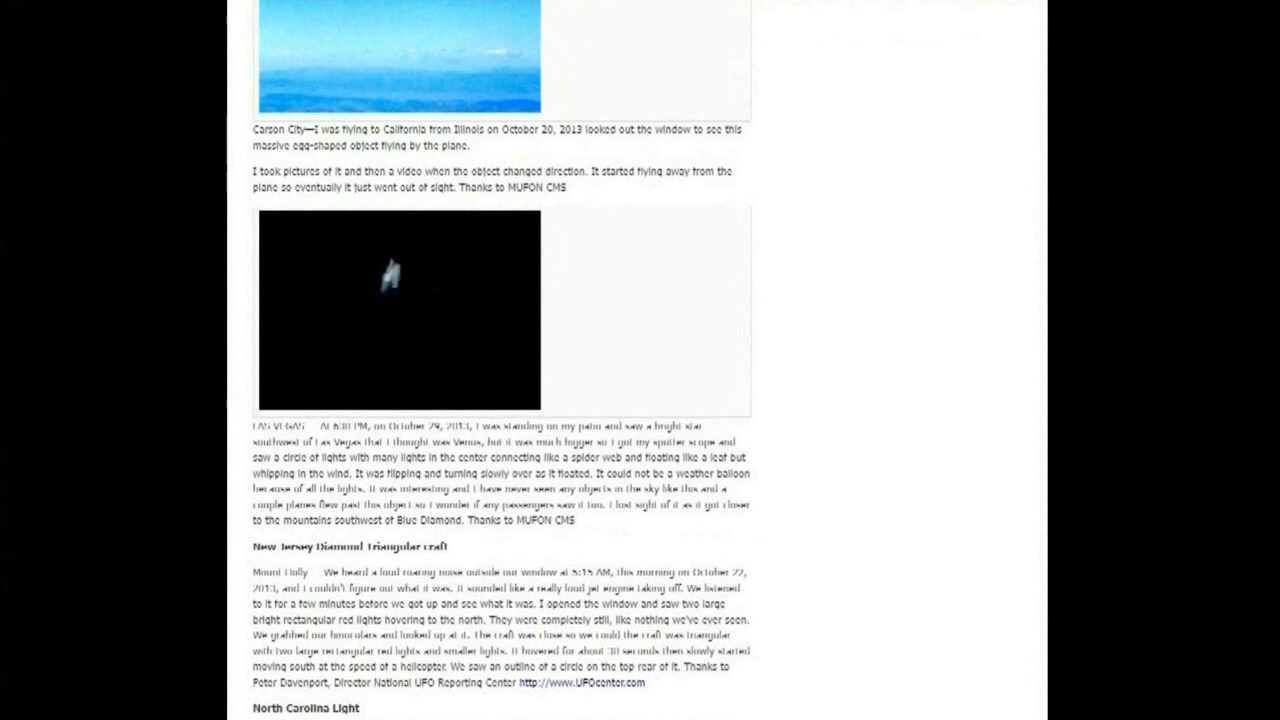 Carson City—I was flying to California from Illinois on October 20, 2013 looked out the window to see this
massive egg-shaped object flying by the plane.
I took pictures of it and then a video when the object changed direction. It started flying away from the
plane so eventually it just went out of sight. Thanks to MUFON CMS
LAS VEGAS — At 6:30 PM, on October 29, 2013, I was standing on my patio and saw a bright star
southwest of Las Vegas that I thought was Venus, but it was much bigger so I got my spotter scope and
saw a circle of lights with many lights in the center connecting like a spider web and floating like a leaf but
whipping in the wind. It was flipping and turning slowly over as it floated. It could not be a weather balloon
because of all the lights. It was interesting and I have never seen any objects in the sky like this and a
couple planes flew past this object so I wonder if any passengers saw it too. I lost sight of it as it got closer
to the mountains southwest of Blue Diamond. Thanks to MUFON CMS
New Jersey Diamond Triangular craft
Mount Holly — We heard a loud roaring noise outside our window at 5:15 AM, this morning on October 22,
2013, and I couldn't figure out what it was. It sounded like a really loud jet engine taking off. We listened
to it for a few minutes before we got up and see what it was. I opened the window and saw two large
bright rectangular red lights hovering to the north. They were completely still, like nothing we've ever seen.
We grabbed our binoculars and looked up at it. The craft was close so we could the craft was triangular
with two large rectangular red lights and smaller lights. It hovered for about 30 seconds then slowly started
moving south at the speed of a helicopter. We saw an outline of a circle on the top rear of it. Thanks to
Peter Davenport, Director National UFO Reporting Center http://www.UFOcenter.com
North Carolina Light